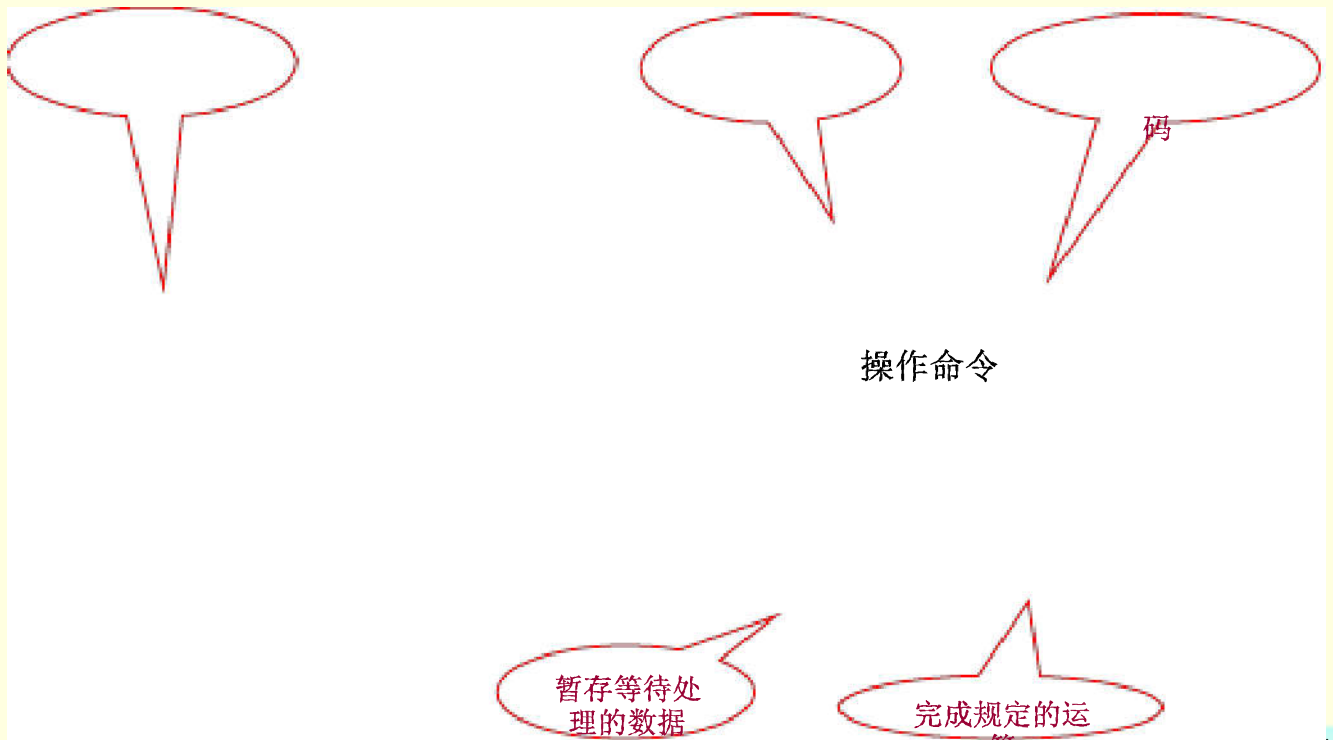 码
操作命令
暂存等待处
理的数据
完成规定的运